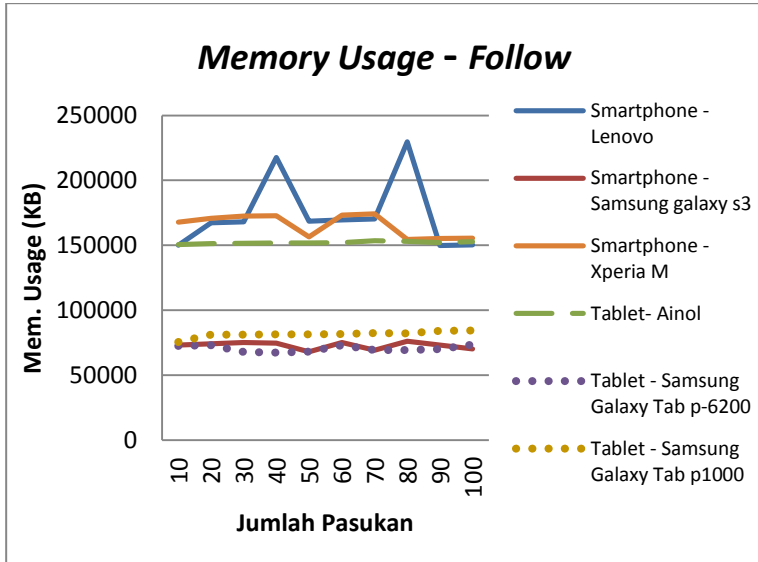 Memory Usage - Follow
Mem. Usage (KB)
250000
200000
150000
100000
50000
0
10
20
30
40
50
60
70
80
90
100
Jumlah Pasukan
Smartphone -
Lenovo
Smartphone -
Samsung galaxy s3
Smartphone -
Xperia M
Tablet- Ainol
Tablet - Samsung
Galaxy Tab p-6200
Tablet - Samsung
Galaxy Tab p1000